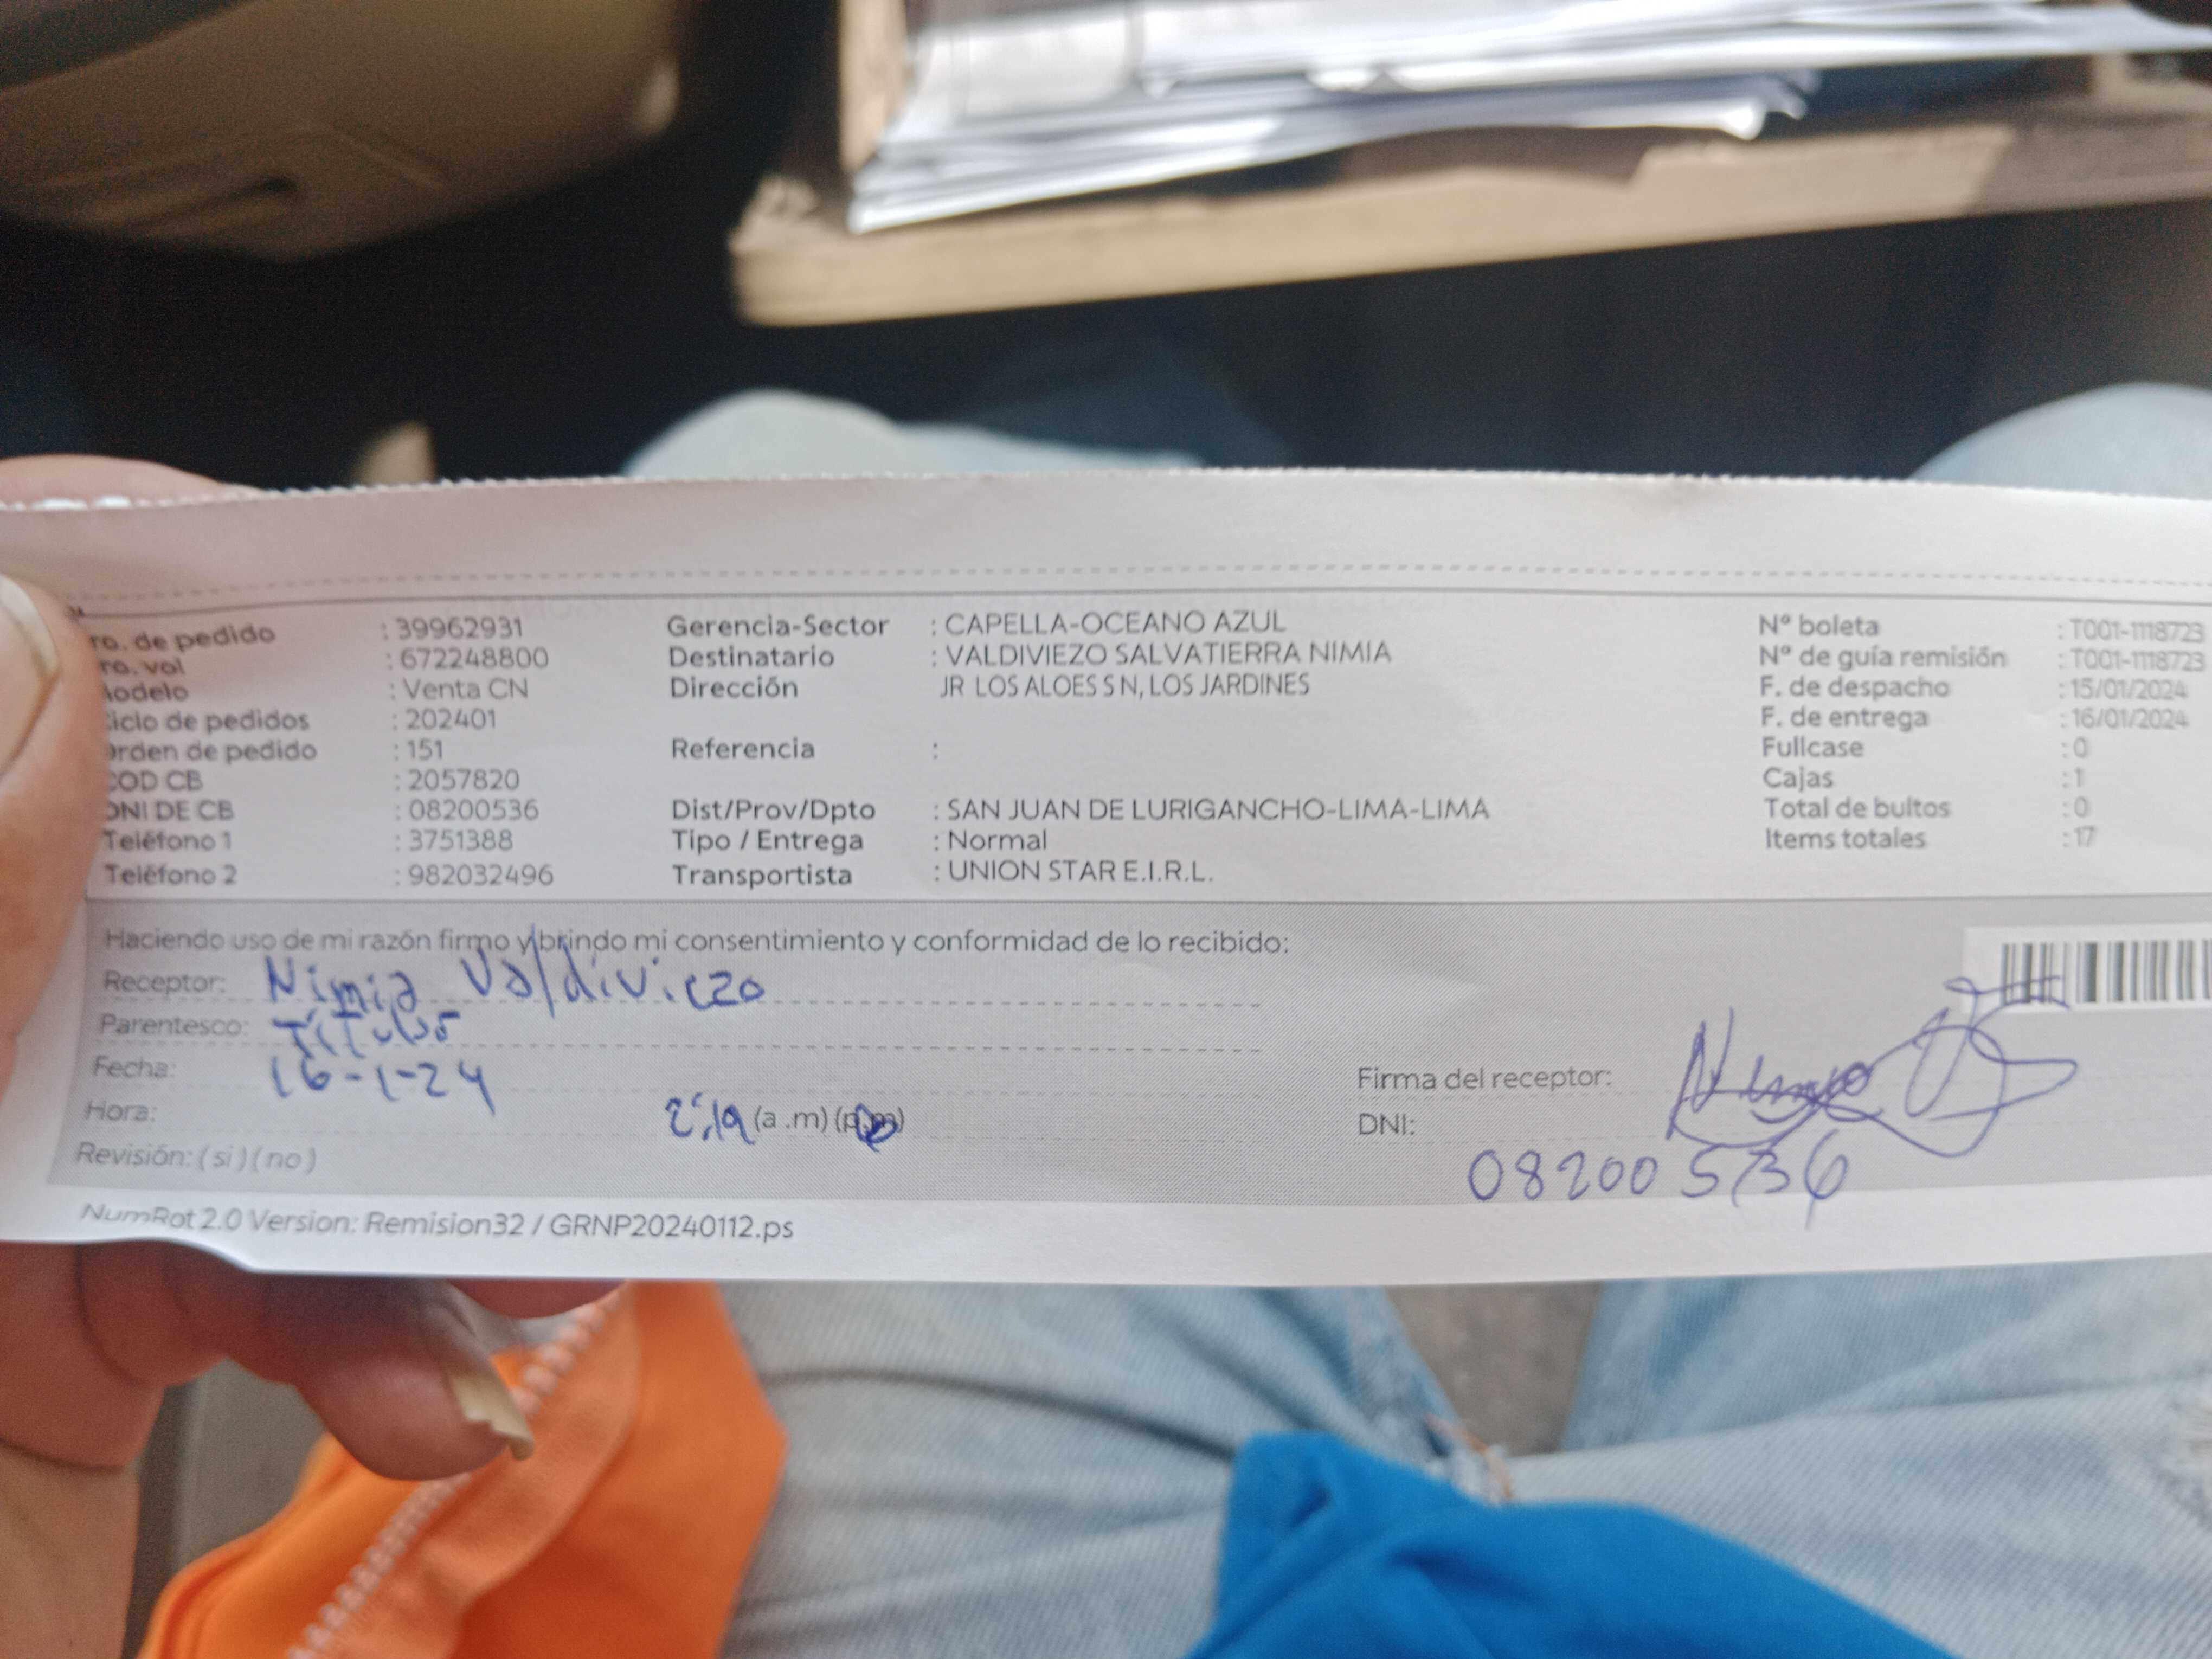 ro. de pedido : 39962931 Gerencia-Sector : CAPELLA-OCEANO AZUL Nº boleta : T001-1118723
ro. vol : 672248800 Destinatario : VALDIVIEZO SALVATIERRA NIMIA Nº de guía remisión : T001-1118723
Modelo : Venta CN Dirección JR LOS ALOES S N, LOS JARDINES F. de despacho : 15/01/2024
Ciclo de pedidos : 202401 F. de entrega : 16/01/2024
Orden de pedido : 151 Referencia : Fullcase : 0
COD CB : 2057820 Cajas : 1
DNI DE CB : 08200536 Dist/Prov/Dpto : SAN JUAN DE LURIGANCHO-LIMA-LIMA Total de bultos : 0
Teléfono 1 : 3751388 Tipo / Entrega : Normal Items totales : 17
Teléfono 2 : 982032496 Transportista : UNION STAR E.I.R.L.
Haciendo uso de mi razón firmo y brindo mi consentimiento y conformidad de lo recibido:
Receptor: Nimia Valdiviezo
Parentesco: Titular
Fecha: 16-1-24 Firma del receptor:
Hora: 2:19 (a .m) (p.m) DNI: 08200536
Revisión: ( si ) ( no )
NumRot 2.0 Version: Remision32 / GRNP20240112.ps